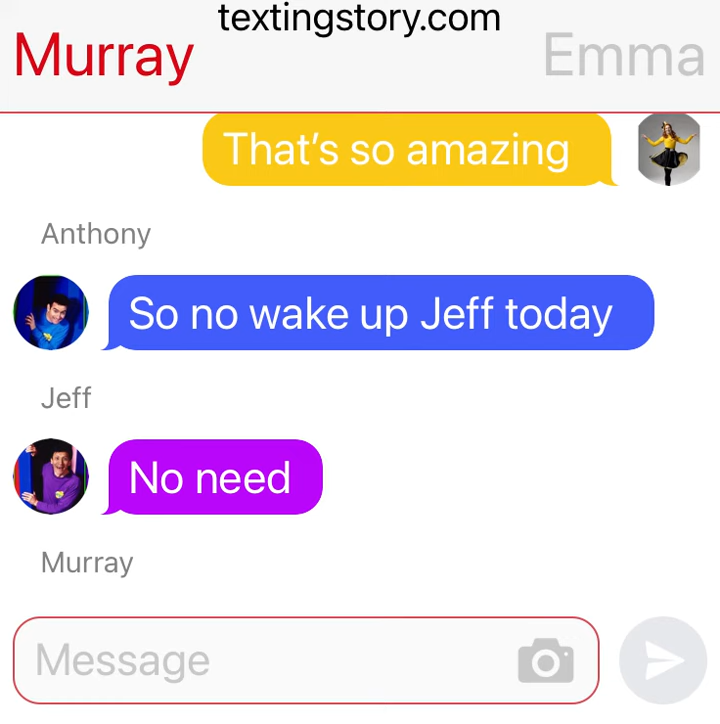 textingstory.com
Murray
Emma
That’s so amazing
Anthony
So no wake up Jeff today
Jeff
No need
Murray
Message